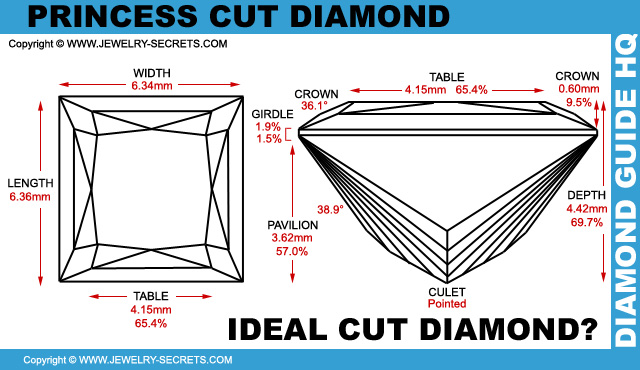 PRINCESS CUT DIAMOND
Copyright © WWW.JEWELRY-SECRETS.COM
WIDTH
6.34mm
LENGTH
6.36mm
TABLE
4.15mm
65.4%
CROWN
36.1°
TABLE
4.15mm 65.4%
CROWN
0.60mm
9.5%
GIRDLE
1.9%
1.5%
38.9°
PAVILION
3.62mm
57.0%
DEPTH
4.42mm
69.7%
CULET
Pointed
IDEAL CUT DIAMOND?
Copyright © WWW.JEWELRY-SECRETS.COM
DIAMOND GUIDE HQ